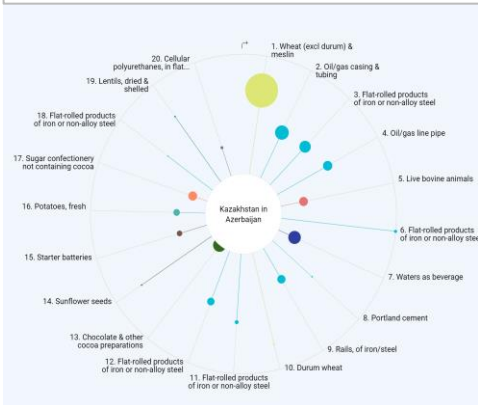 1. Wheat (excl durum) &
meslin
2. Oil/gas casing &
tubing
3. Flat-rolled products
of iron or non-alloy steel
4. Oil/gas line pipe
5. Live bovine animals
6. Flat-rolled products
of iron or non-alloy stee
7. Waters as beverage
8. Portland cement
9. Rails, of iron/steel
10. Durum wheat
11. Flat-rolled products
of iron or non-alloy steel
12. Flat-rolled products
of iron or non-alloy steel
13. Chocolate & other
cocoa preparations
14. Sunflower seeds
15. Starter batteries
16. Potatoes, fresh
17. Sugar confectionery
not containing cocoa
18. Flat-rolled products
of iron or non-alloy steel
19. Lentils, dried &
shelled
20. Cellular
polyurethanes, in flat...
Kazakhstan in
Azerbaijan